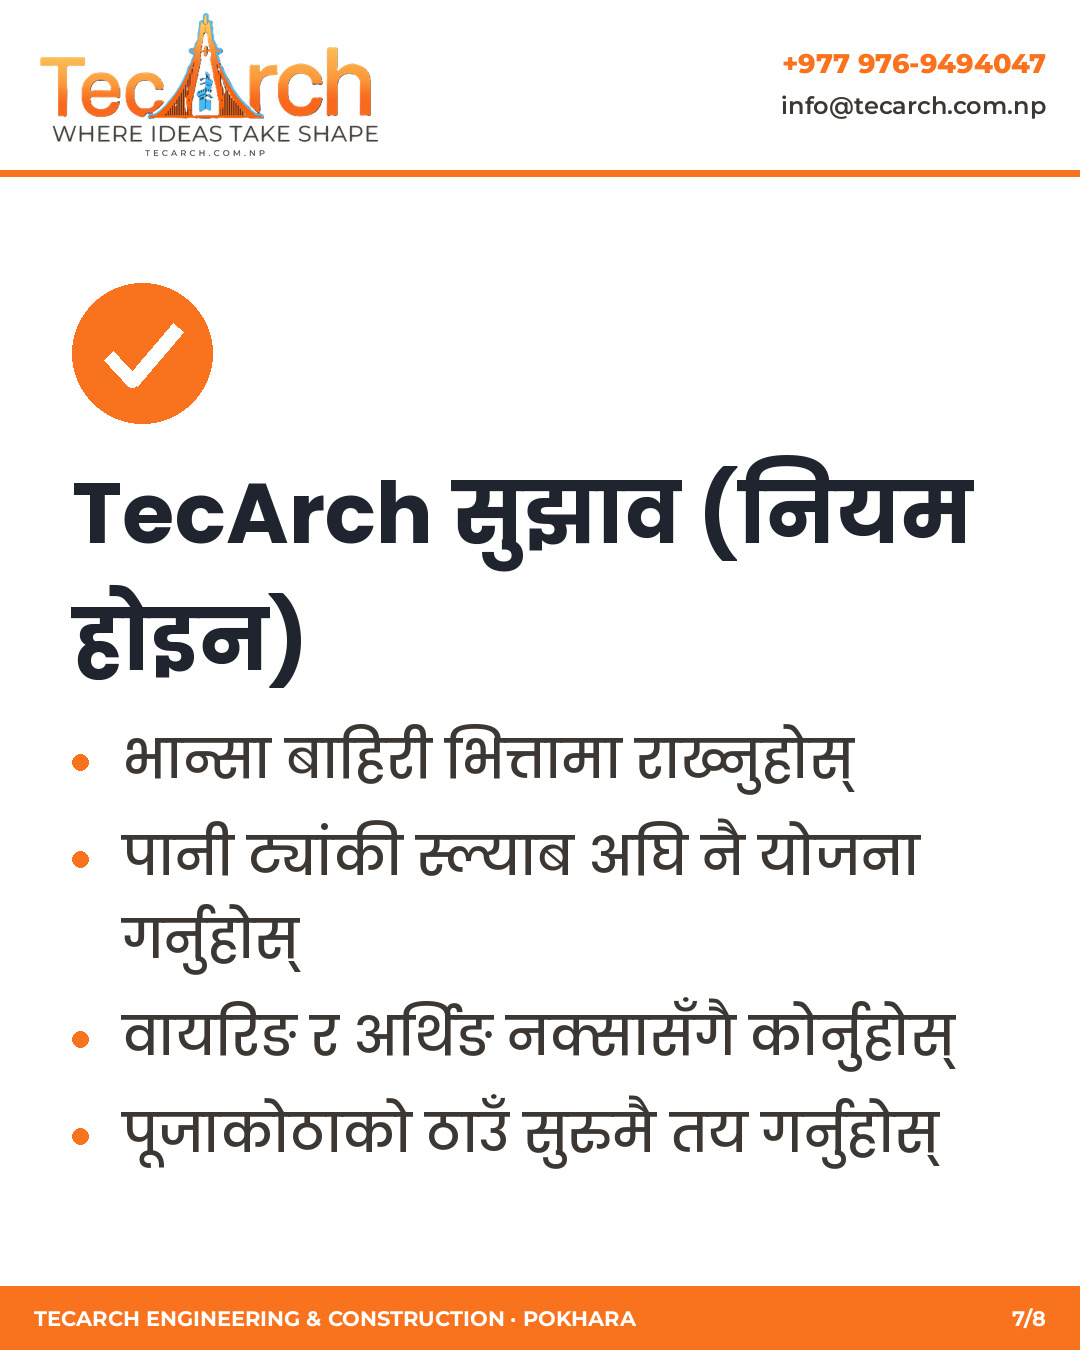 TecArch
WHERE IDEAS TAKE SHAPE
TECARCH.COM.NP
+977 976-9494047
info@tecarch.com.np
TecArch सुझाव (नियम
होइन)
• भान्सा बाहिरी भित्तामा राख्नुहोस्
• पानी ट्यांकी स्ल्याब अघि नै योजना
गर्नुहोस्
• वायरिङ र अर्थिङ नक्सासँगै कोर्नुहोस्
• पूजाकोठाको ठाउँ सुरुमै तय गर्नुहोस्
TECARCH ENGINEERING & CONSTRUCTION · POKHARA
7/8